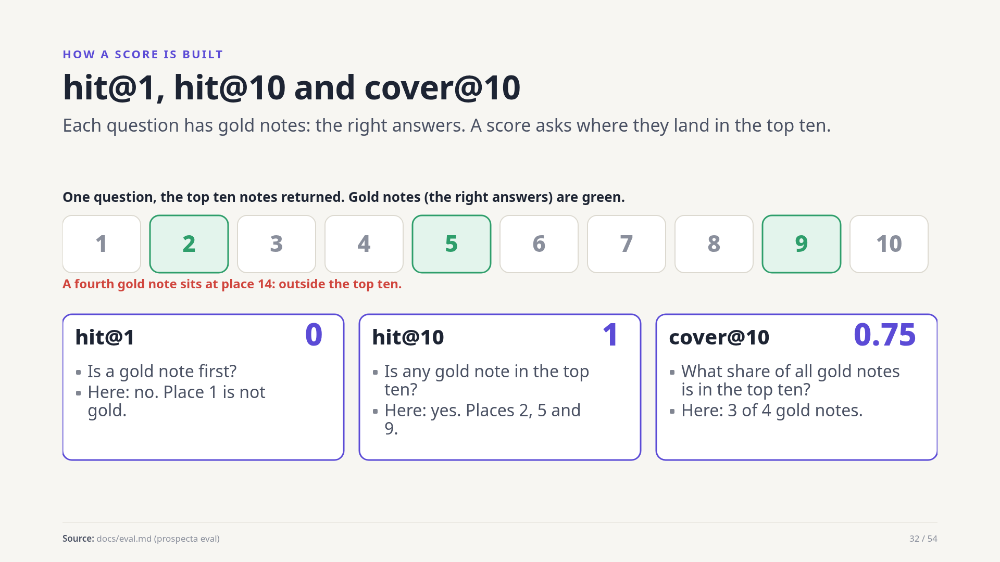 HOW A SCORE IS BUILT
hit@1, hit@10 and cover@10
Each question has gold notes: the right answers. A score asks where they land in the top ten.
One question, the top ten notes returned. Gold notes (the right answers) are green.
1 2 3 4 5 6 7 8 9 10
A fourth gold note sits at place 14: outside the top ten.
hit@1 0
Is a gold note first?
Here: no. Place 1 is not
gold.
hit@10 1
Is any gold note in the top
ten?
Here: yes. Places 2, 5 and
9.
cover@10 0.75
What share of all gold notes
is in the top ten?
Here: 3 of 4 gold notes.
Source: docs/eval.md (prospecta eval)
32 / 54